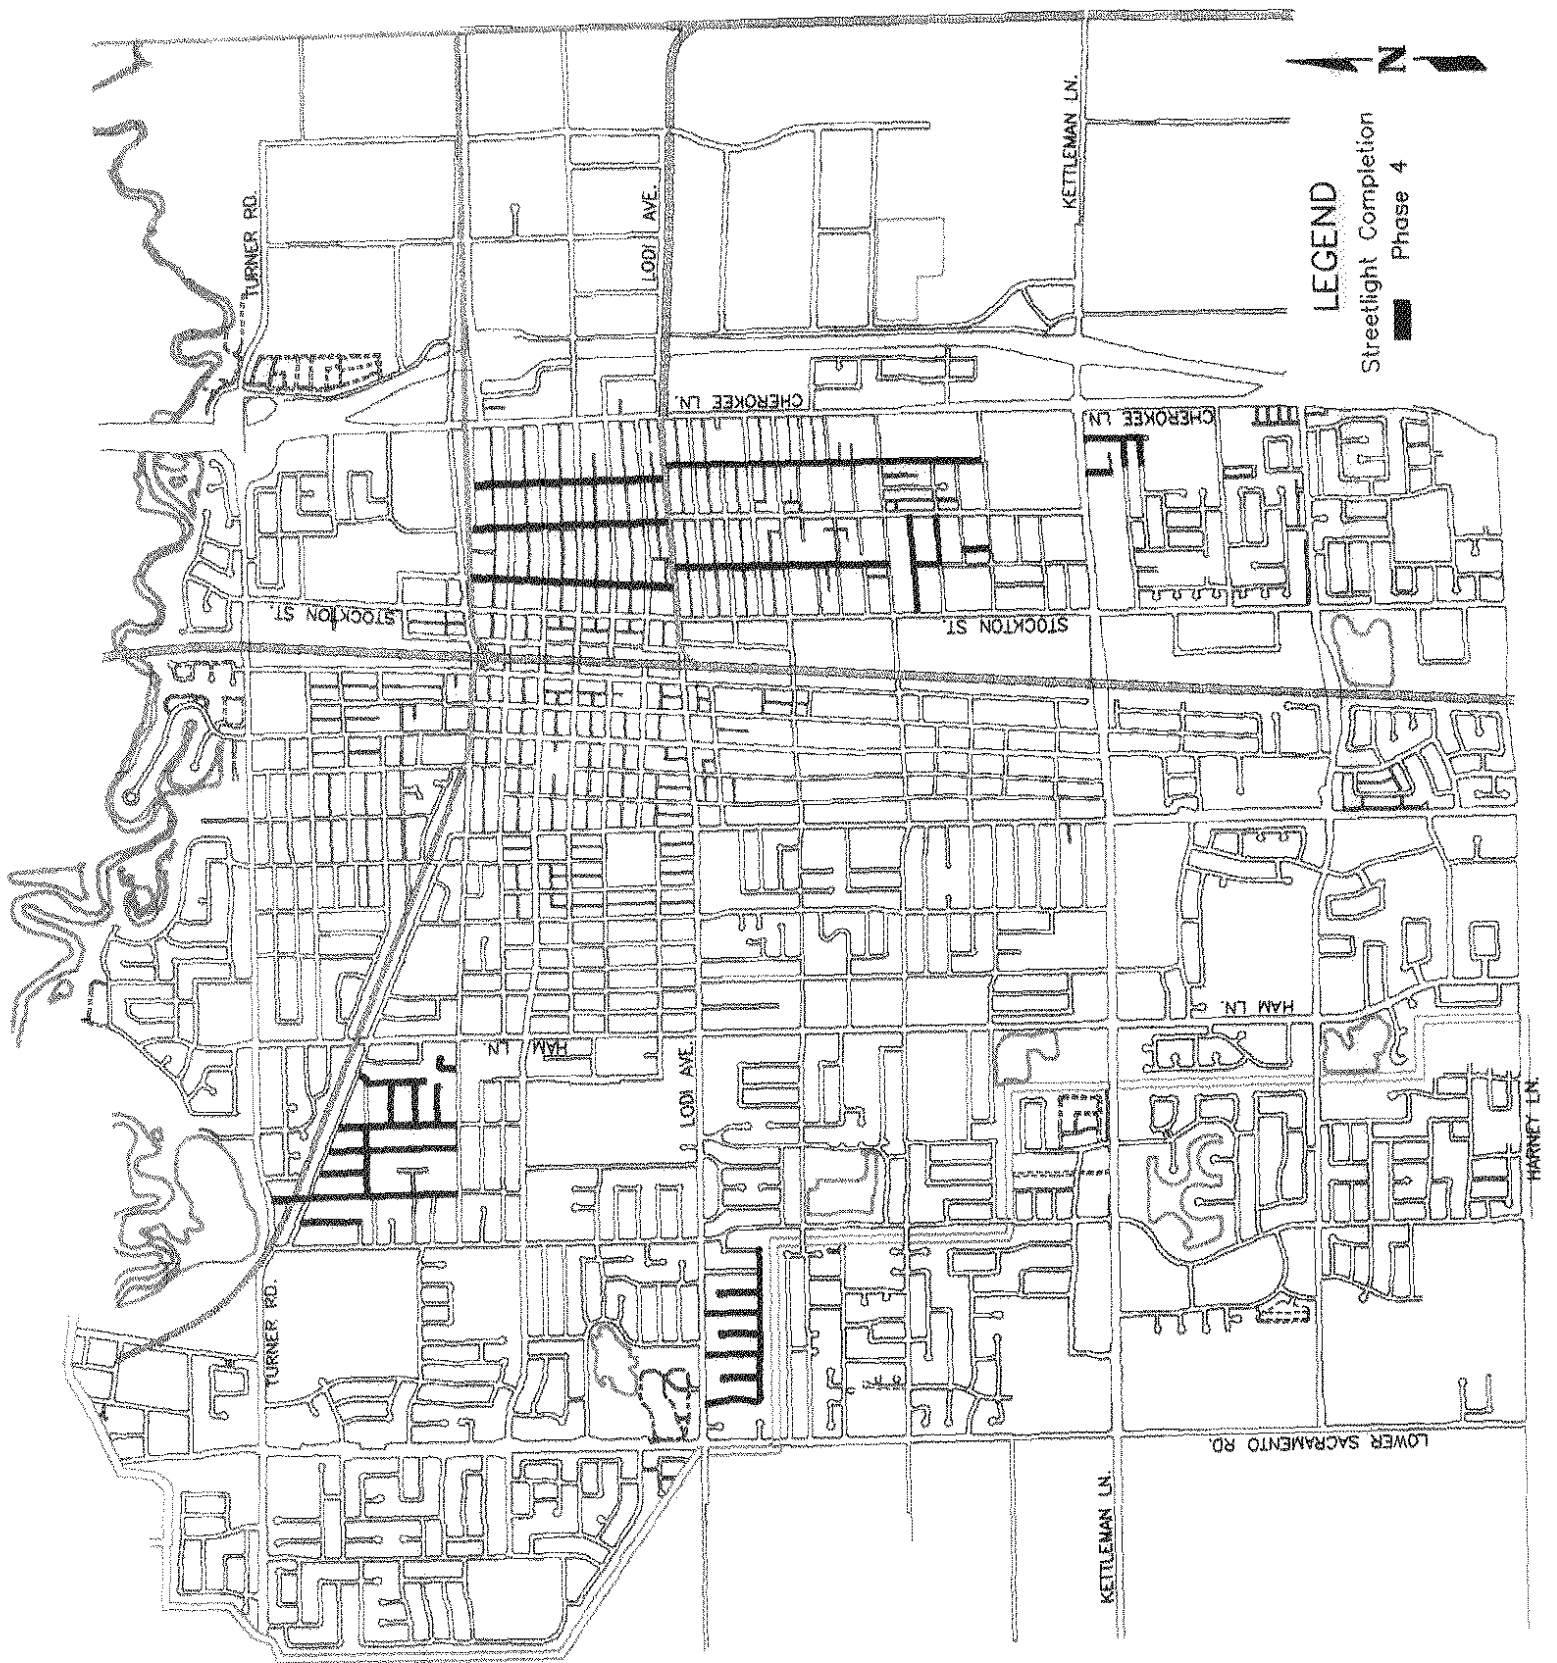 TURNER RD.
LODI AVE.
KETTLEMAN LN.
N
LEGEND
Streetlight Completion
Phase 4
CHEROKEE LN.
CHEROKEE LN
STOCKTON ST.
STOCKTON ST.
HAM LN.
HAM LN.
LODI AVE.
HARNEY LN.
TURNER RD.
LOWER SACRAMENTO RD.
KETTLEMAN LN.